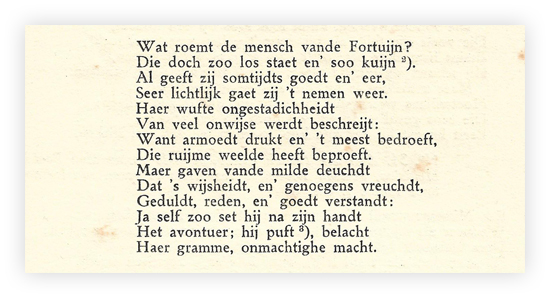 Wat roemt de mensch vande Fortuijn?
Die doch zoo los staet en' soo kuijn ²).
Al geeft zij somtijdts goedt en' eer,
Seer lichtlijk gaet zij 't nemen weer.
Haer wufte ongestadichheidt
Van veel onwijse werdt beschreijt:
Want armoedt drukt en' 't meest bedroeft,
Die ruijme weelde heeft beproeft.
Maer gaven vande milde deuchdt
Dat 's wijsheidt, en' genoegens vreuchdt,
Geduldt, reden, en' goedt verstandt:
Ja self zoo set hij na zijn handt
Het avontuer; hij puft ³), belacht
Haer gramme, onmachtighe macht.